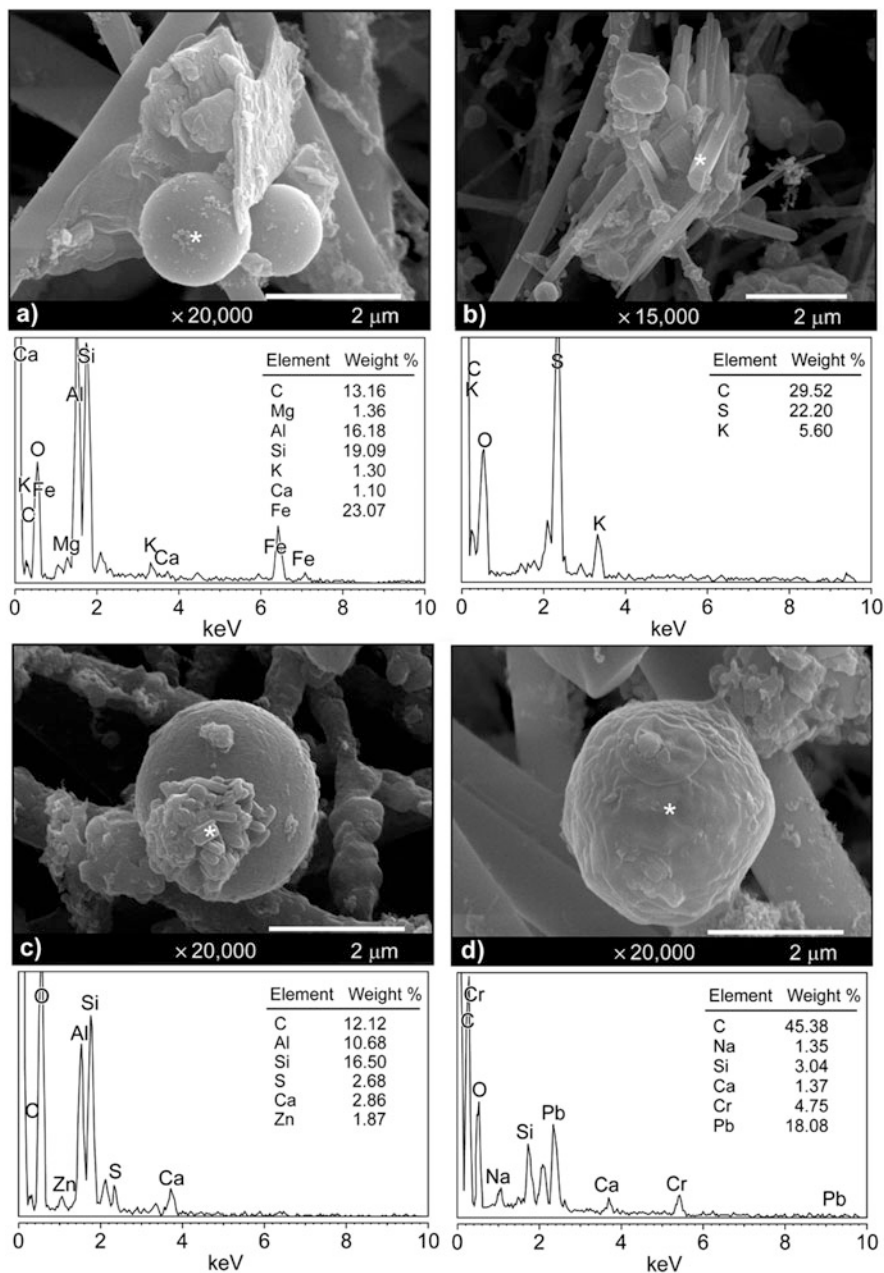 a) ×20,000 2 μm
b) ×15,000 2 μm
Ca
Si
Al
O
K
Fe
C
Mg
K
Ca
Fe
Fe
Element Weight %
C 13.16
Mg 1.36
Al 16.18
Si 19.09
K 1.30
Ca 1.10
Fe 23.07
0 2 4 6 8 10
keV
C
K
S
O
K
Element Weight %
C 29.52
S 22.20
K 5.60
0 2 4 6 8 10
keV
c) ×20,000 2 μm
d) ×20,000 2 μm
O
Si
Al
C
Zn
S
Ca
Element Weight %
C 12.12
Al 10.68
Si 16.50
S 2.68
Ca 2.86
Zn 1.87
0 2 4 6 8 10
keV
Cr
C
O
Pb
Si
Na
Ca
Cr
Pb
Element Weight %
C 45.38
Na 1.35
Si 3.04
Ca 1.37
Cr 4.75
Pb 18.08
0 2 4 6 8 10
keV